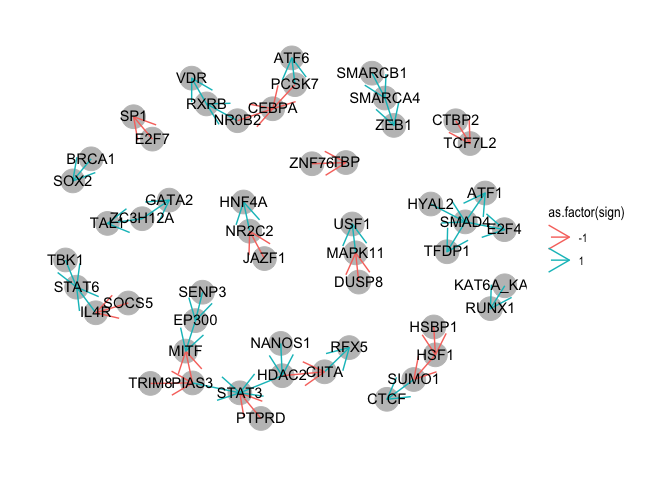 ATF6
VDR
PCSK7
SMARCB1
RXRB
CEBPA
SMARCA4
SP1
NR0B2
ZEB1
CTBP2
E2F7
TCF7L2
BRCA1
ZNF76
TBP
SOX2
GATA2
HNF4A
ATF1
HYAL2
as.factor(sign)
TAL1
ZC3H12A
USF1
SMAD4
E2F4
NR2C2
-1
MAPK11
TFDP1
TBK1
JAZF1
1
STAT6
DUSP8
KAT6A_KA
SENP3
SOCS5
IL4R
RUNX1
EP300
HSBP1
NANOS1
RFX5
MITF
HSF1
HDAC2
CIITA
TRIM8
PIAS3
SUMO1
STAT3
CTCF
PTPRD